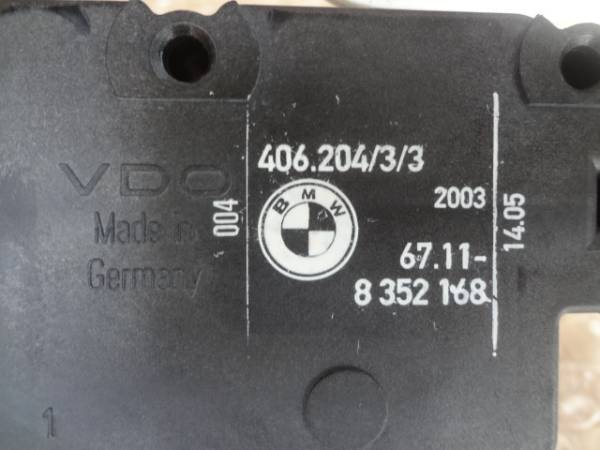 VDO
Made in
Germany
004
406.204/3/3
BMW
2003
67.11-
8 352 168
14.05
1